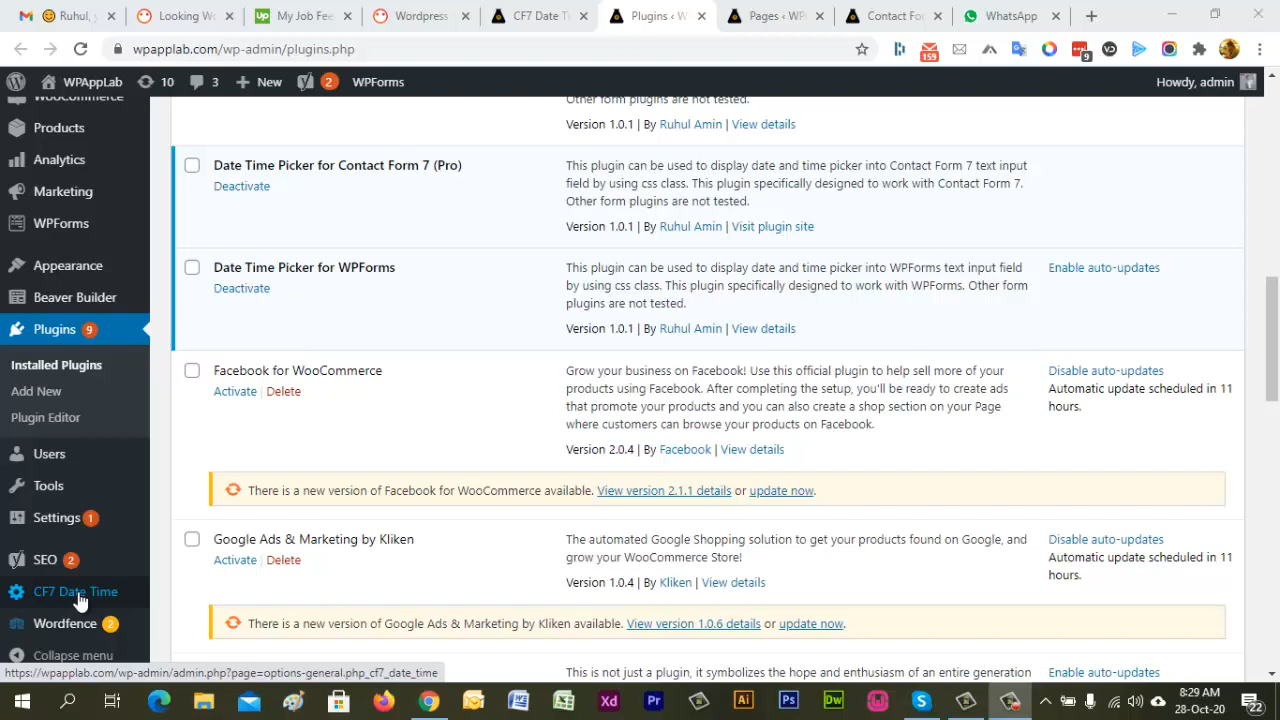 Ruhul,
Looking Wo
My Job Fee
Wordpress
CF7 Date Ti
Plugins ‹ W
Pages ‹ WP
Contact For
WhatsApp
wpapplab.com/wp-admin/plugins.php
159
9
WPAppLab
10
3
New
2
WPForms
Howdy, admin
WooCommerce
Products
Analytics
Marketing
WPForms
Appearance
Beaver Builder
Plugins 9
Installed Plugins
Add New
Plugin Editor
Users
Tools
Settings 1
SEO 2
CF7 Date Time
Wordfence 2
Collapse menu
Other form plugins are not tested.
Version 1.0.1 | By Ruhul Amin | View details
Date Time Picker for Contact Form 7 (Pro)
Deactivate
This plugin can be used to display date and time picker into Contact Form 7 text input
field by using css class. This plugin specifically designed to work with Contact Form 7.
Other form plugins are not tested.
Version 1.0.1 | By Ruhul Amin | Visit plugin site
Date Time Picker for WPForms
Deactivate
This plugin can be used to display date and time picker into WPForms text input field
by using css class. This plugin specifically designed to work with WPForms. Other form
plugins are not tested.
Version 1.0.1 | By Ruhul Amin | View details
Enable auto-updates
Facebook for WooCommerce
Activate | Delete
Grow your business on Facebook! Use this official plugin to help sell more of your
products using Facebook. After completing the setup, you'll be ready to create ads
that promote your products and you can also create a shop section on your Page
where customers can browse your products on Facebook.
Version 2.0.4 | By Facebook | View details
Disable auto-updates
Automatic update scheduled in 11
hours.
There is a new version of Facebook for WooCommerce available. View version 2.1.1 details or update now.
Google Ads & Marketing by Kliken
Activate | Delete
The automated Google Shopping solution to get your products found on Google, and
grow your WooCommerce Store!
Version 1.0.4 | By Kliken | View details
Disable auto-updates
Automatic update scheduled in 11
hours.
There is a new version of Google Ads & Marketing by Kliken available. View version 1.0.6 details or update now.
This is not just a plugin, it symbolizes the hope and enthusiasm of an entire generation
Enable auto-updates
https://wpapplab.com/wp-admin/admin.php?page=options-general.php_cf7_date_time
8:29 AM
28-Oct-20
22